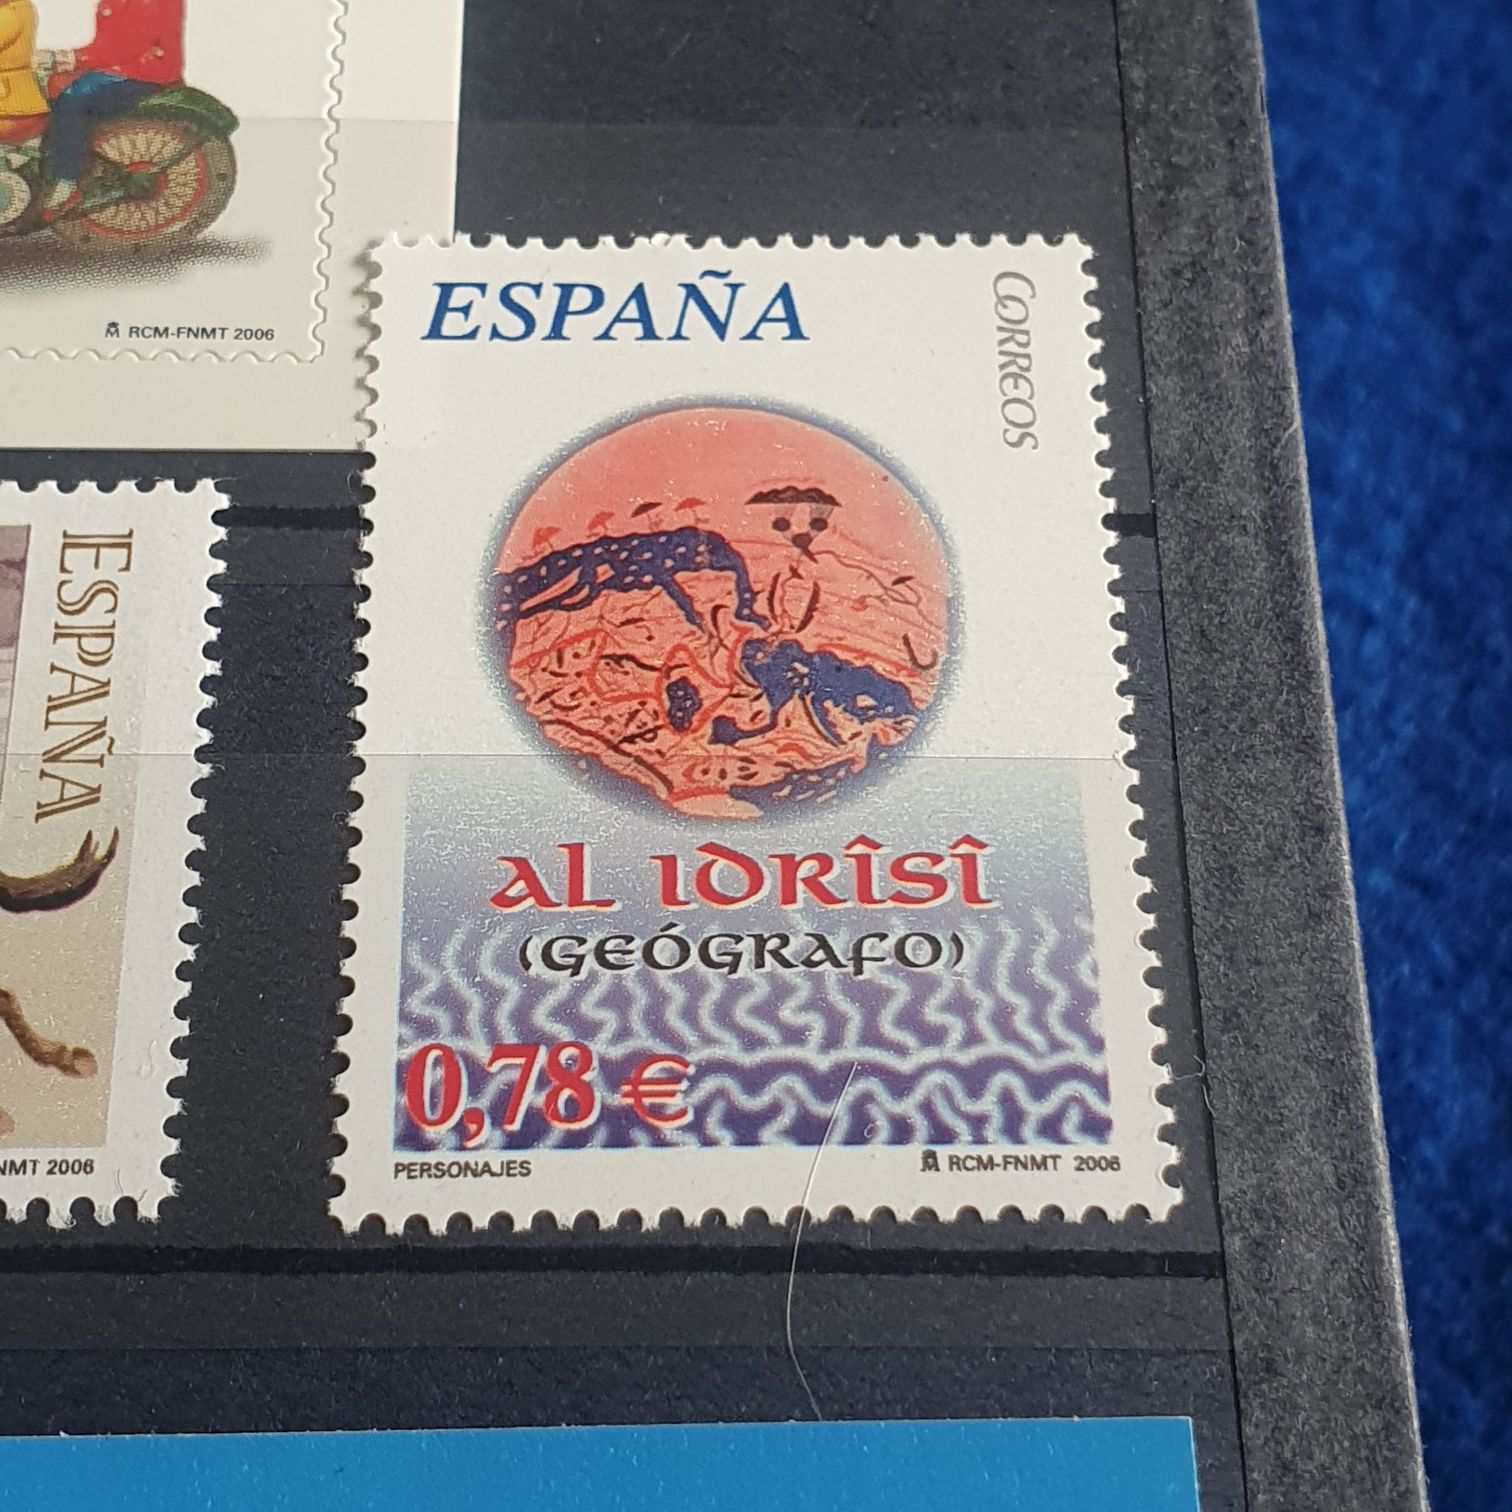 RCM-FNMT 2006
ESPAÑA
CORREOS
ESPAÑA
AL IDRÎSÎ
(GEÓGRAFO)
0,78 €
NMT 2006
PERSONAJES
RCM-FNMT 2006